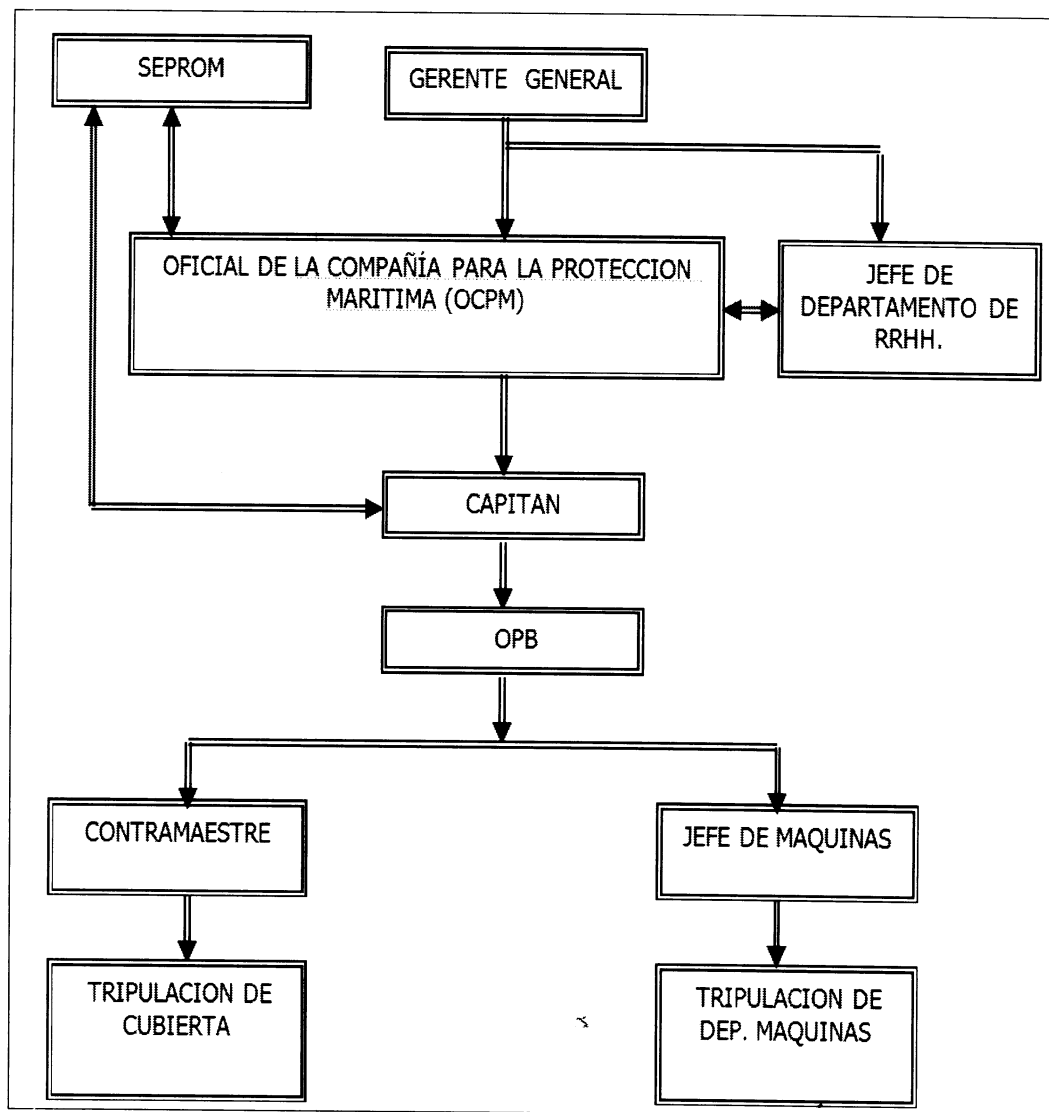 SEPROM
GERENTE GENERAL
OFICIAL DE LA COMPAÑÍA PARA LA PROTECCION
MARITIMA (OCPM)
JEFE DE
DEPARTAMENTO DE
RRHH.
CAPITAN
OPB
CONTRAMAESTRE
JEFE DE MAQUINAS
TRIPULACION DE
CUBIERTA
TRIPULACION DE
DEP. MAQUINAS